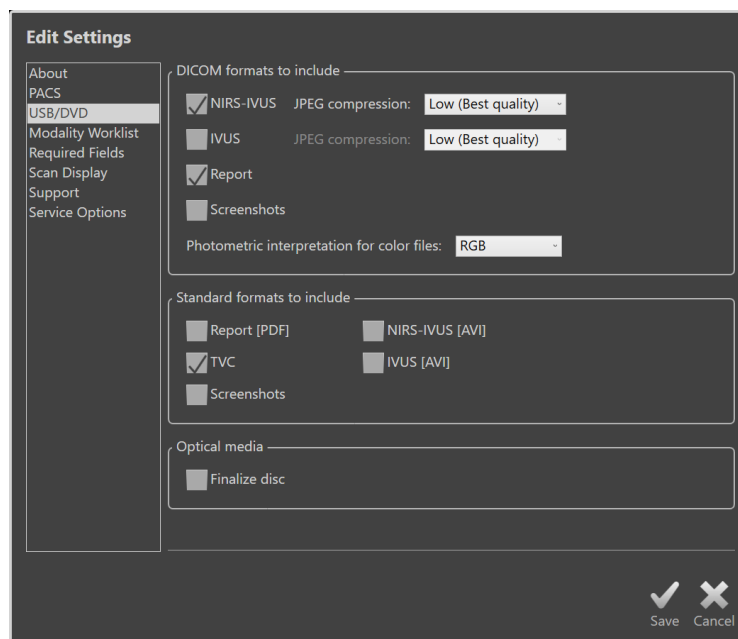 Edit Settings
About
PACS
USB/DVD
Modality Worklist
Required Fields
Scan Display
Support
Service Options
DICOM formats to include
NIRS-IVUS JPEG compression: Low (Best quality)
IVUS JPEG compression: Low (Best quality)
Report
Screenshots
Photometric interpretation for color files: RGB
Standard formats to include
Report [PDF] NIRS-IVUS [AVI]
TVC IVUS [AVI]
Screenshots
Optical media
Finalize disc
Save Cancel